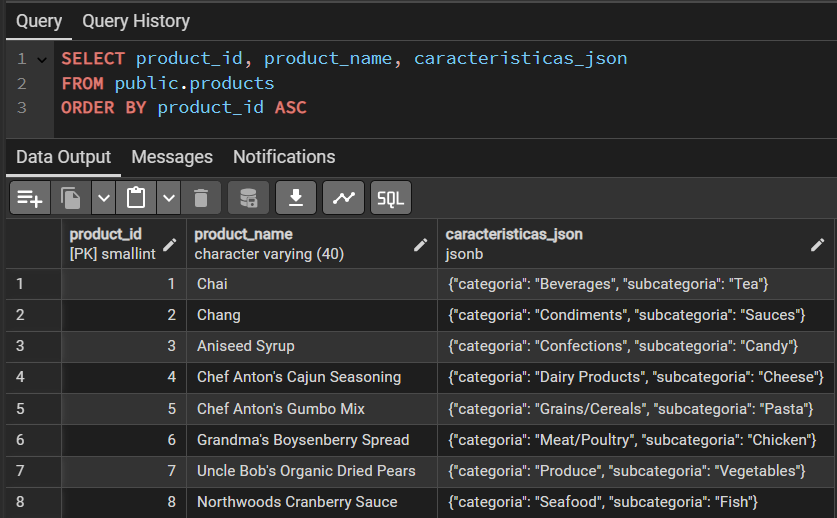 Query Query History
1 SELECT product_id, product_name, caracteristicas_json
2 FROM public.products
3 ORDER BY product_id ASC
Data Output Messages Notifications
SQL
product_id product_name caracteristicas_json
[PK] smallint character varying (40) jsonb
1 1 Chai {"categoria": "Beverages", "subcategoria": "Tea"}
2 2 Chang {"categoria": "Condiments", "subcategoria": "Sauces"}
3 3 Aniseed Syrup {"categoria": "Confections", "subcategoria": "Candy"}
4 4 Chef Anton's Cajun Seasoning {"categoria": "Dairy Products", "subcategoria": "Cheese"}
5 5 Chef Anton's Gumbo Mix {"categoria": "Grains/Cereals", "subcategoria": "Pasta"}
6 6 Grandma's Boysenberry Spread {"categoria": "Meat/Poultry", "subcategoria": "Chicken"}
7 7 Uncle Bob's Organic Dried Pears {"categoria": "Produce", "subcategoria": "Vegetables"}
8 8 Northwoods Cranberry Sauce {"categoria": "Seafood", "subcategoria": "Fish"}